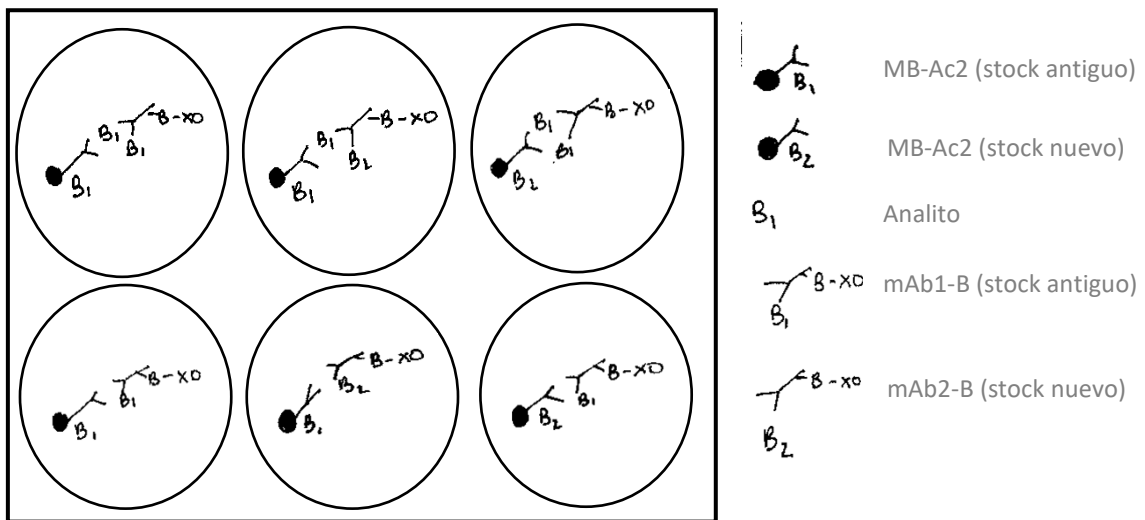 B₁ B₁ B-XO
B₁
B₁ B₂ B-XO
B₁
B₁ B₁ B-XO
B₂
B₁ B-XO
B₁
B₂ B-XO
B₁
B₁ B-XO
B₂
B₁ MB-Ac2 (stock antiguo)
B₂ MB-Ac2 (stock nuevo)
B₁ Analito
B-XO B₁ mAb1-B (stock antiguo)
B-XO B₂ mAb2-B (stock nuevo)